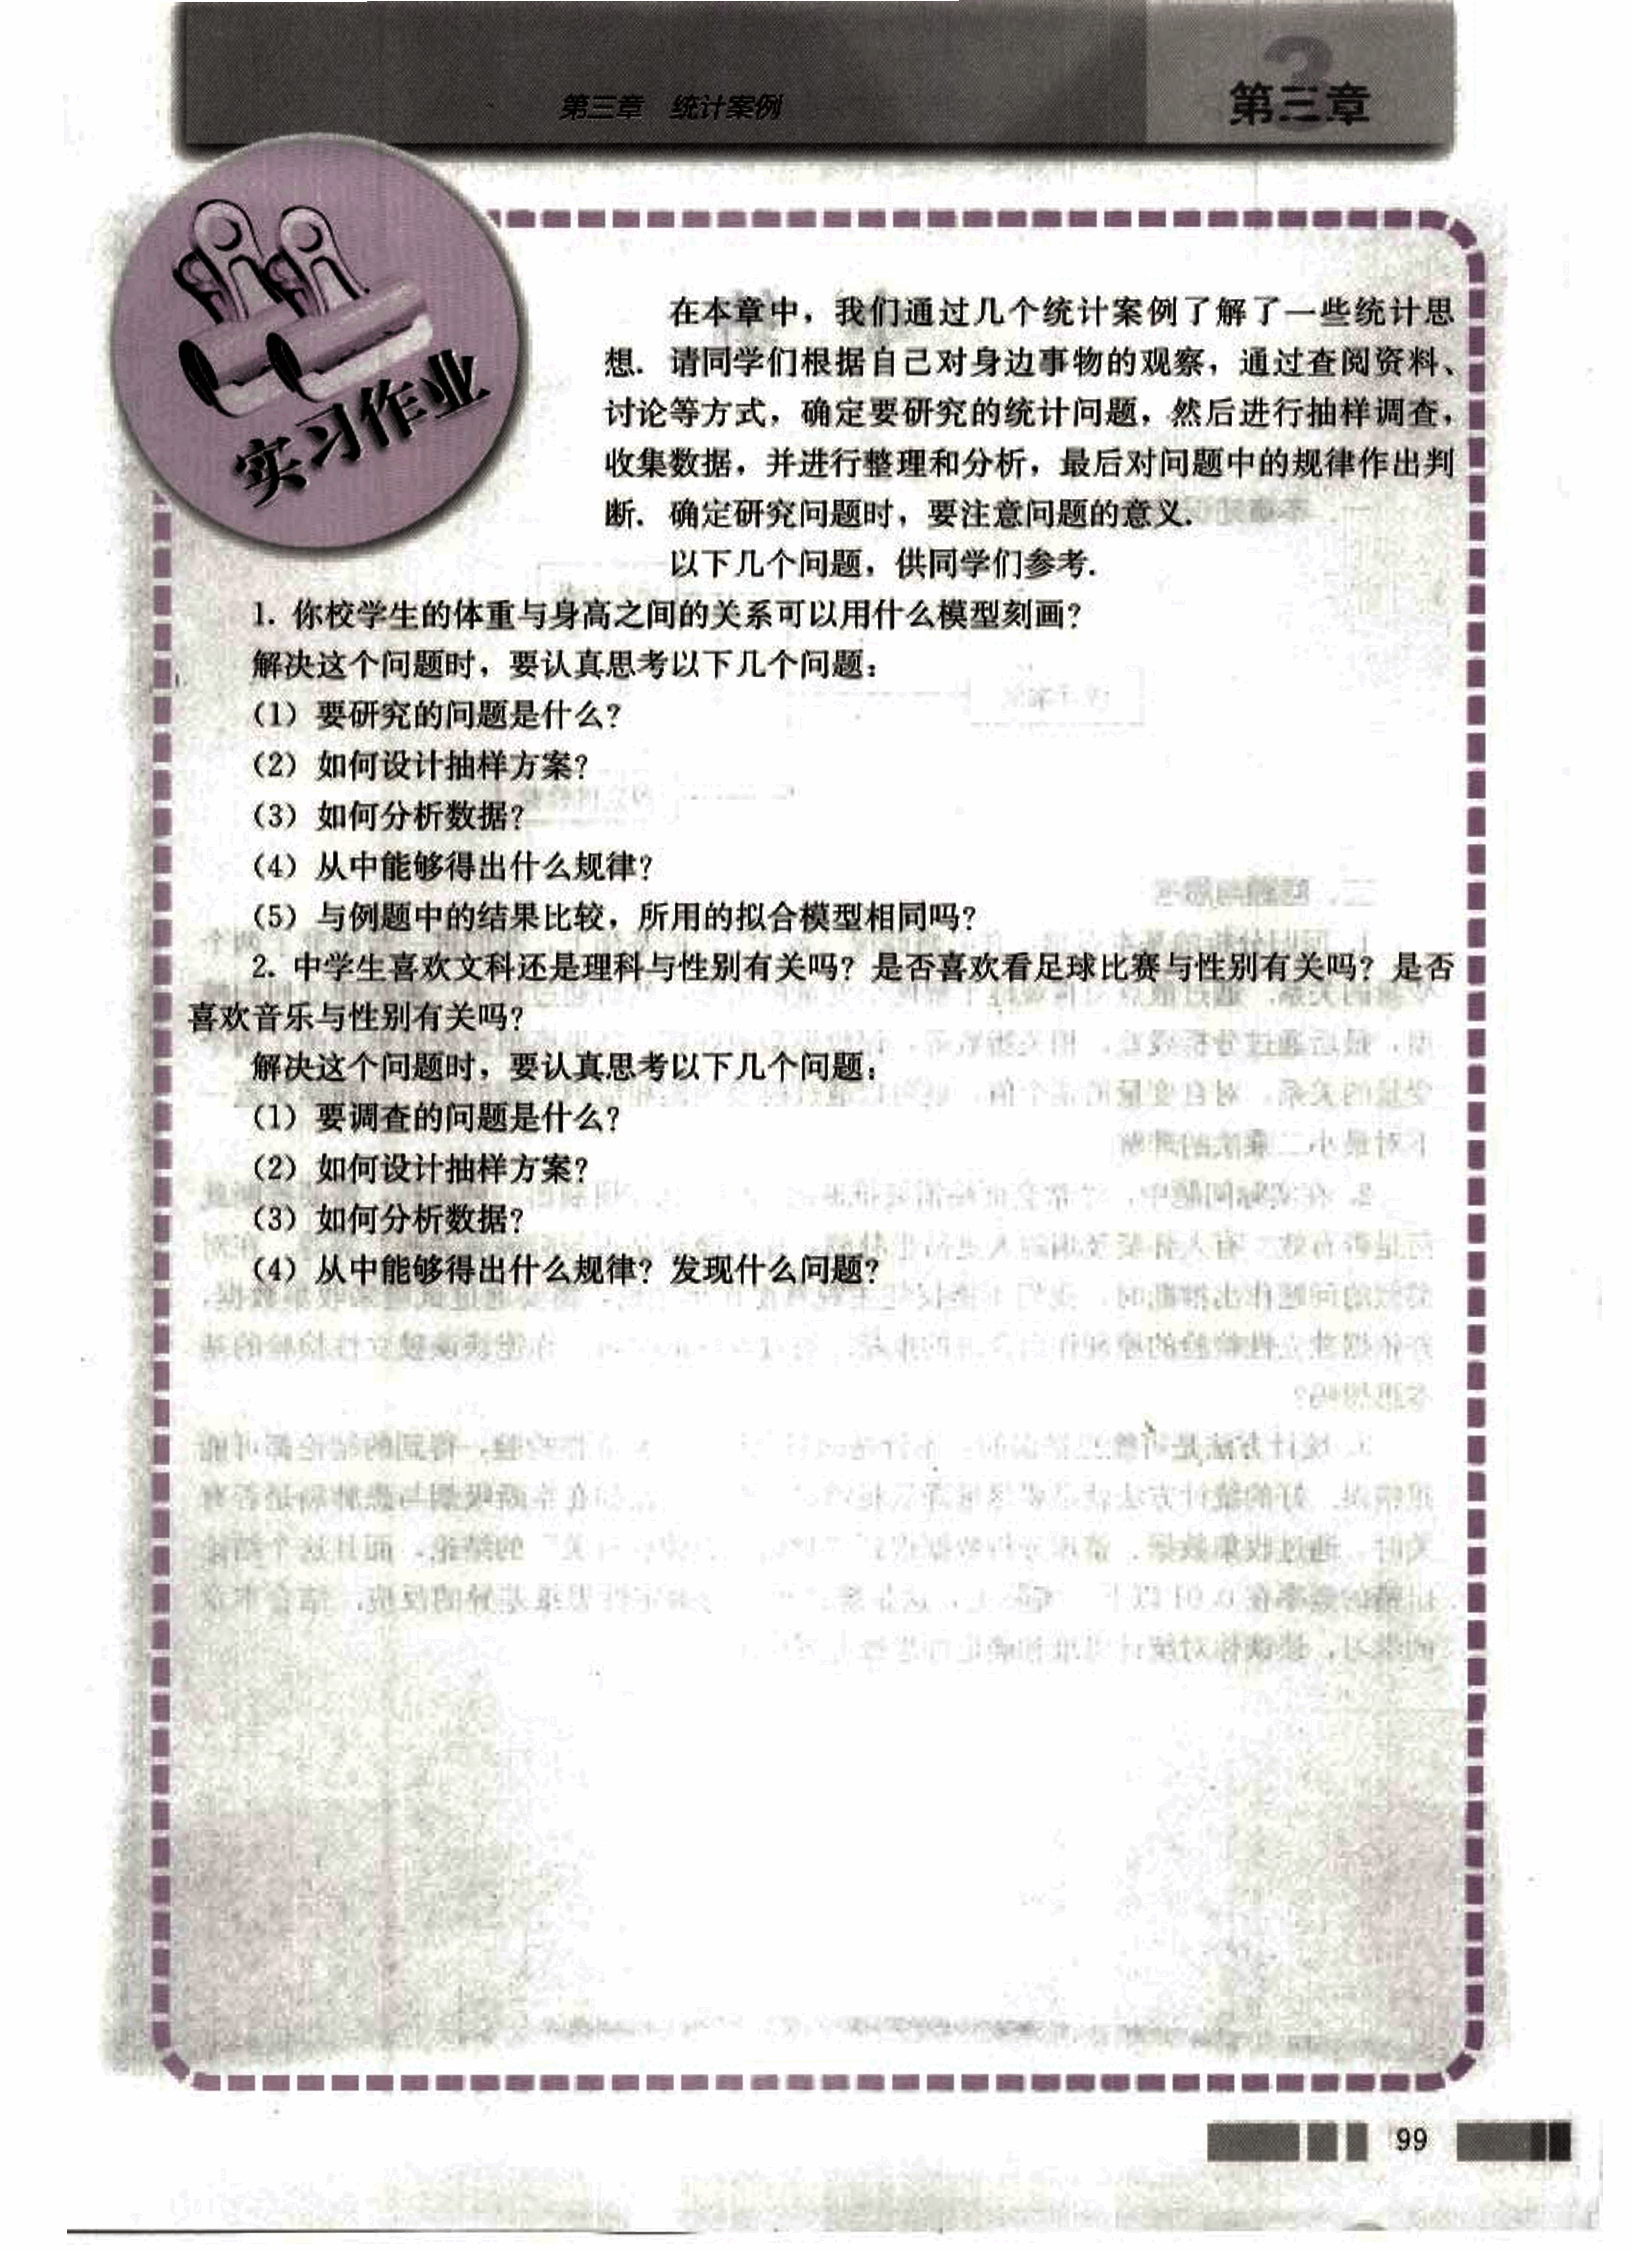 第三章 统计案例
第三章
实习作业
在本章中，我们通过几个统计案例了解了一些统计思
想．请同学们根据自己对身边事物的观察，通过查阅资料、
讨论等方式，确定要研究的统计问题，然后进行抽样调查，
收集数据，并进行整理和分析，最后对问题中的规律作出判
断．确定研究问题时，要注意问题的意义．
以下几个问题，供同学们参考．
1. 你校学生的体重与身高之间的关系可以用什么模型刻画？
解决这个问题时，要认真思考以下几个问题：
（1）要研究的问题是什么？
（2）如何设计抽样方案？
（3）如何分析数据？
（4）从中能够得出什么规律？
（5）与例题中的结果比较，所用的拟合模型相同吗？
2. 中学生喜欢文科还是理科与性别有关吗？是否喜欢看足球比赛与性别有关吗？是否
喜欢音乐与性别有关吗？
解决这个问题时，要认真思考以下几个问题：
（1）要调查的问题是什么？
（2）如何设计抽样方案？
（3）如何分析数据？
（4）从中能够得出什么规律？发现什么问题？
99